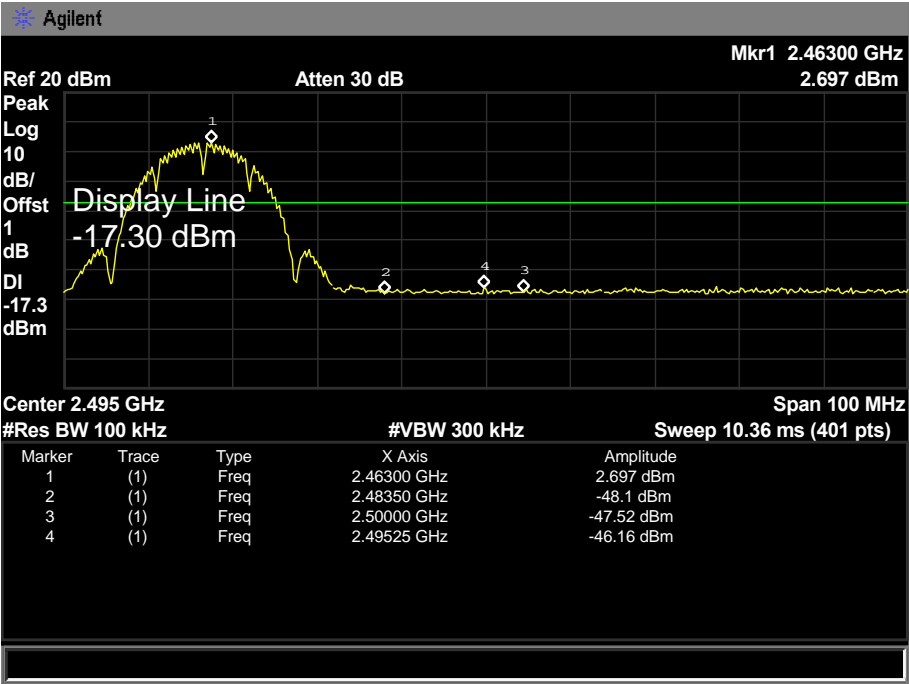 Agilent
Mkr1 2.46300 GHz
Ref 20 dBm Atten 30 dB 2.697 dBm
Peak
Log
10
dB/
Offst
1
dB
DI
-17.3
dBm
1
Display Line
-17.30 dBm
2
4
3
Center 2.495 GHz Span 100 MHz
#Res BW 100 kHz #VBW 300 kHz Sweep 10.36 ms (401 pts)
Marker Trace Type X Axis Amplitude
1 (1) Freq 2.46300 GHz 2.697 dBm
2 (1) Freq 2.48350 GHz -48.1 dBm
3 (1) Freq 2.50000 GHz -47.52 dBm
4 (1) Freq 2.49525 GHz -46.16 dBm